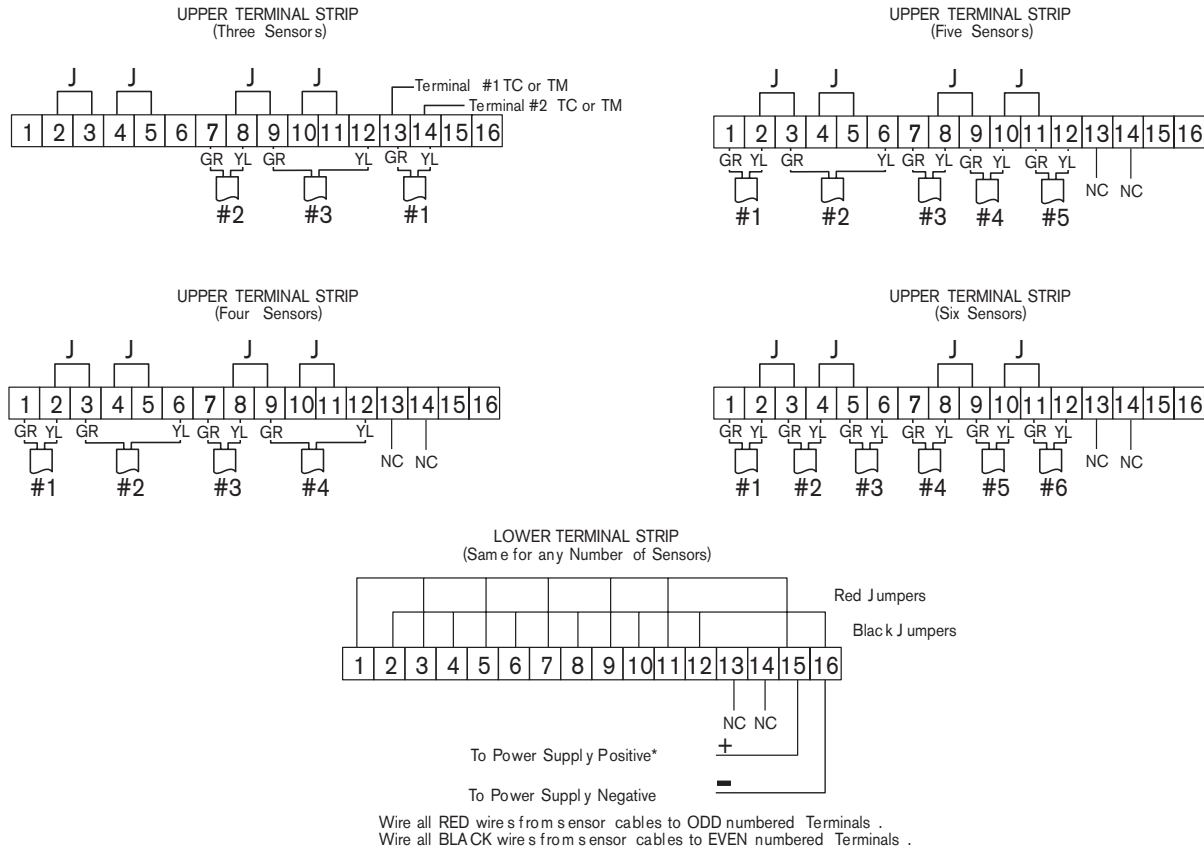 UPPER TERMINAL STRIP
(Three Sensors)
J J J J
Terminal #1 TC or TM
Terminal #2 TC or TM
1 2 3 4 5 6 7 8 9 10 11 12 13 14 15 16
GR YL GR YL GR YL
#2 #3 #1
UPPER TERMINAL STRIP
(Five Sensors)
J J J J
1 2 3 4 5 6 7 8 9 10 11 12 13 14 15 16
GR YL GR YL GR YL GR YL GR YL
NC NC
#1 #2 #3 #4 #5
UPPER TERMINAL STRIP
(Four Sensors)
J J J J
1 2 3 4 5 6 7 8 9 10 11 12 13 14 15 16
GR YL GR YL GR YL GR YL
NC NC
#1 #2 #3 #4
UPPER TERMINAL STRIP
(Six Sensors)
J J J J
1 2 3 4 5 6 7 8 9 10 11 12 13 14 15 16
GR YL GR YL GR YL GR YL GR YL GR YL
NC NC
#1 #2 #3 #4 #5 #6
LOWER TERMINAL STRIP
(Same for any Number of Sensors)
Red Jumpers
Black Jumpers
1 2 3 4 5 6 7 8 9 10 11 12 13 14 15 16
NC NC
To Power Supply Positive* +
To Power Supply Negative -
Wire all RED wires from sensor cables to ODD numbered Terminals .
Wire all BLACK wires from sensor cables to EVEN numbered Terminals .